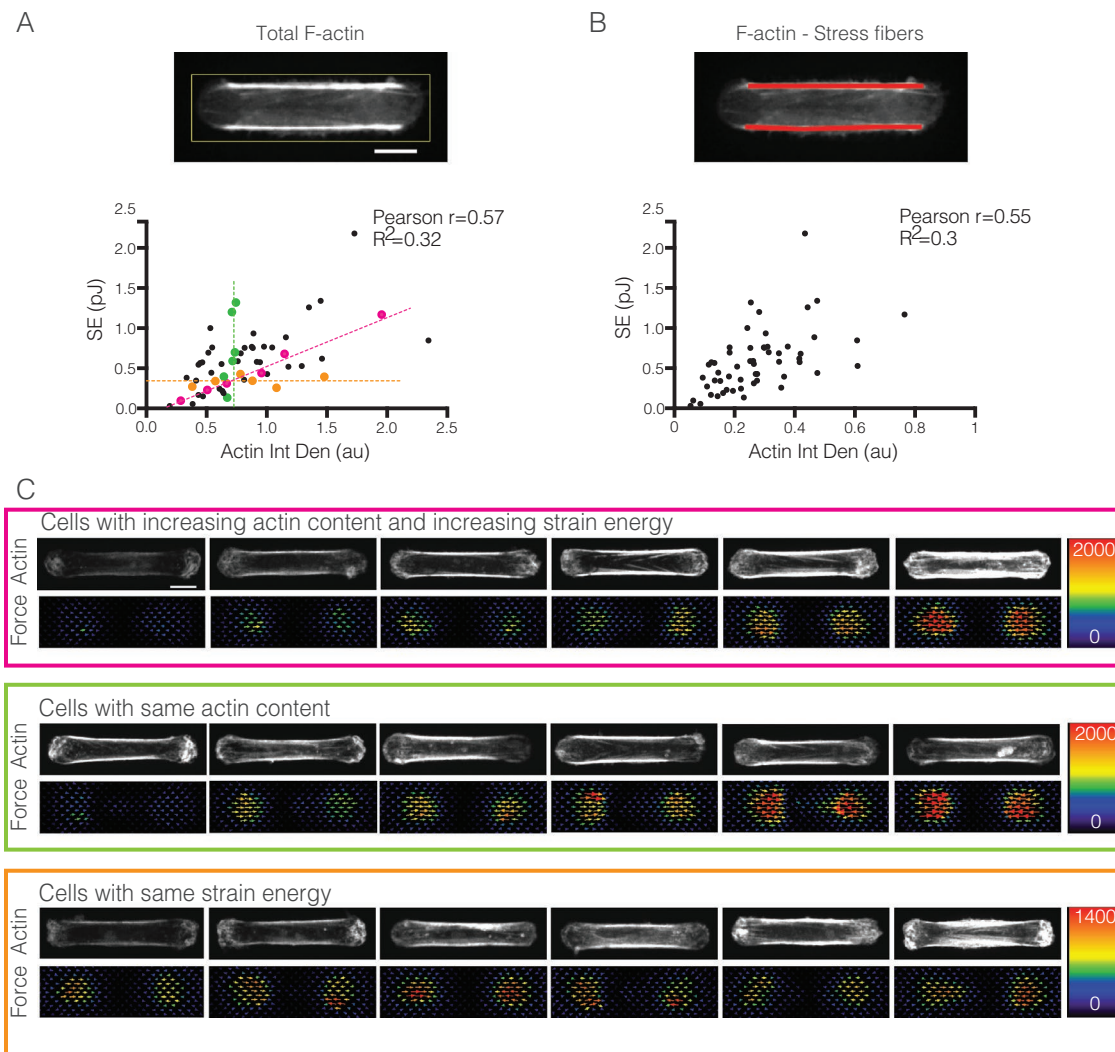 A
Total F-actin
B
F-actin - Stress fibers
Pearson r=0.57
R²=0.32
2.5
2.0
1.5
1.0
0.5
0.0
SE (pJ)
0.0 0.5 1.0 1.5 2.0 2.5
Actin Int Den (au)
Pearson r=0.55
R²=0.3
2.5
2.0
1.5
1.0
0.5
0.0
SE (pJ)
0 0.2 0.4 0.6 0.8 1
Actin Int Den (au)
C
Cells with increasing actin content and increasing strain energy
Actin
Force
2000
0
Cells with same actin content
Actin
Force
2000
0
Cells with same strain energy
Actin
Force
1400
0